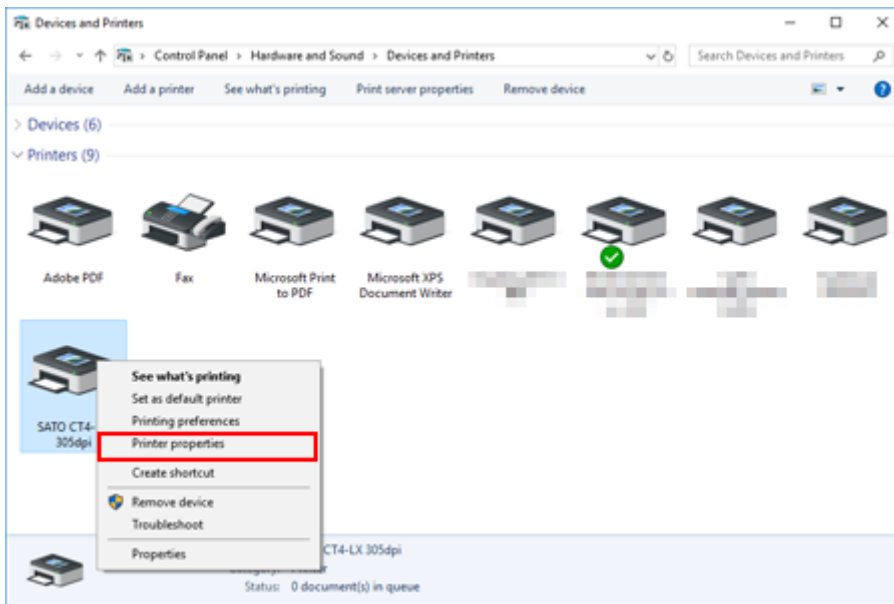 Devices and Printers
Control Panel > Hardware and Sound > Devices and Printers
Search Devices and Printers
Add a device Add a printer See what's printing Print server properties Remove device
Devices (6)
Printers (9)
Adobe PDF Fax Microsoft Print Microsoft XPS
to PDF Document Writer
SATO CT4-
305dpi
See what's printing
Set as default printer
Printing preferences
Printer properties
Create shortcut
Remove device
Troubleshoot
Properties
CT4-LX 305dpi
Status: 0 document(s) in queue